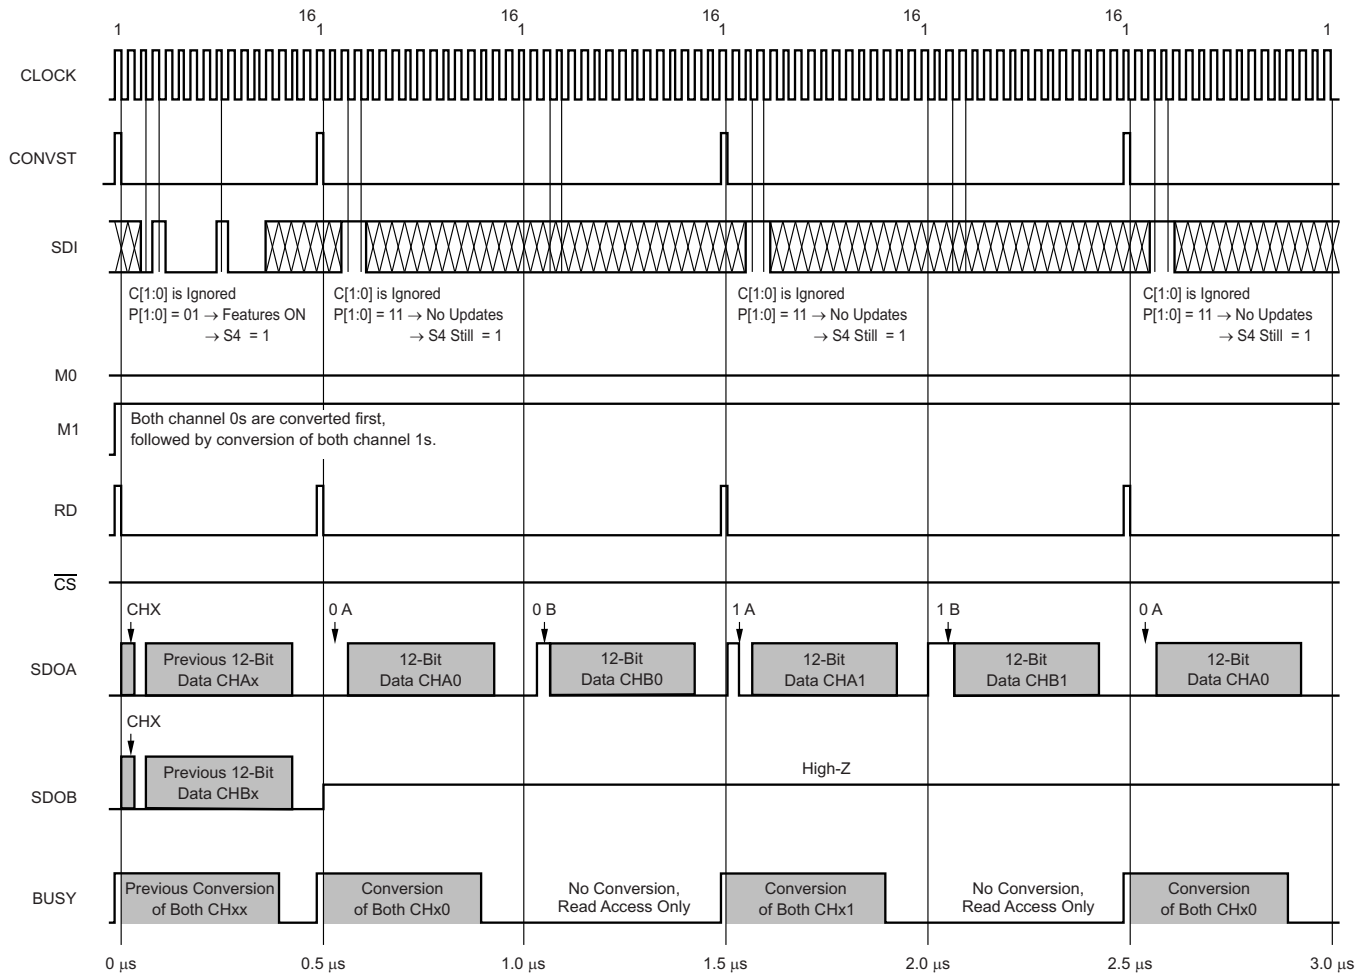 16 16 16 16 16
1 1 1 1 1 1 1
CLOCK
CONVST
SDI
C[1:0] is Ignored
P[1:0] = 01 → Features ON
→ S4 = 1
C[1:0] is Ignored
P[1:0] = 11 → No Updates
→ S4 Still = 1
C[1:0] is Ignored
P[1:0] = 11 → No Updates
→ S4 Still = 1
C[1:0] is Ignored
P[1:0] = 11 → No Updates
→ S4 Still = 1
M0
M1
Both channel 0s are converted first,
followed by conversion of both channel 1s.
RD
CS
CHX 0 A 0 B 1 A 1 B 0 A
SDOA
Previous 12-Bit
Data CHAx
12-Bit
Data CHA0
12-Bit
Data CHB0
12-Bit
Data CHA1
12-Bit
Data CHB1
12-Bit
Data CHA0
CHX
SDOB
Previous 12-Bit
Data CHBx
High-Z
BUSY
Previous Conversion
of Both CHxx
Conversion
of Both CHx0
No Conversion,
Read Access Only
Conversion
of Both CHx1
No Conversion,
Read Access Only
Conversion
of Both CHx0
0 µs 0.5 µs 1.0 µs 1.5 µs 2.0 µs 2.5 µs 3.0 µs